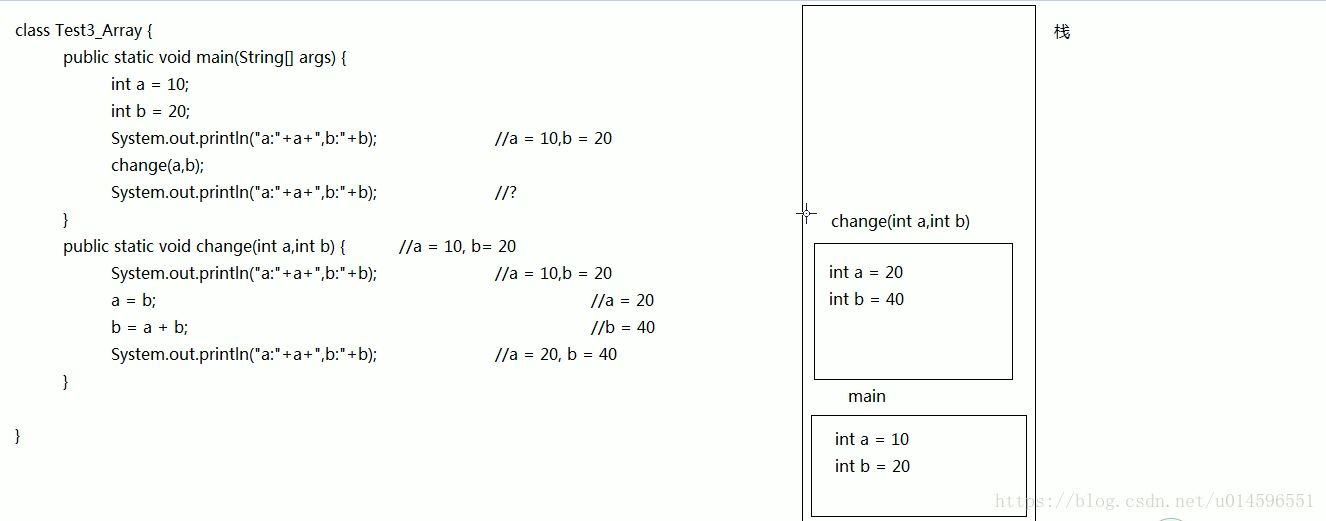 class Test3_Array {
public static void main(String[] args) {
int a = 10;
int b = 20;
System.out.println("a:"+a+",b:"+b); //a = 10,b = 20
change(a,b);
System.out.println("a:"+a+",b:"+b); //?
}
public static void change(int a,int b) { //a = 10, b= 20
System.out.println("a:"+a+",b:"+b); //a = 10,b = 20
a = b; //a = 20
b = a + b; //b = 40
System.out.println("a:"+a+",b:"+b); //a = 20, b = 40
}
}
栈
change(int a,int b)
int a = 20
int b = 40
main
int a = 10
int b = 20
https://blog.csdn.net/u014596551